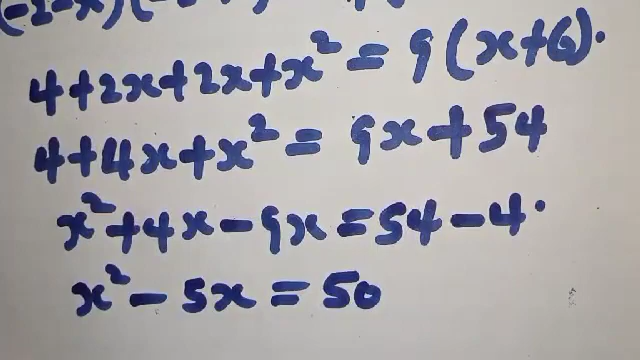 (-2-x)(
4+2x+2x+x² = 9(x+6).
4+4x+x² = 9x+54
x²+4x-9x=54-4.
x²-5x=50